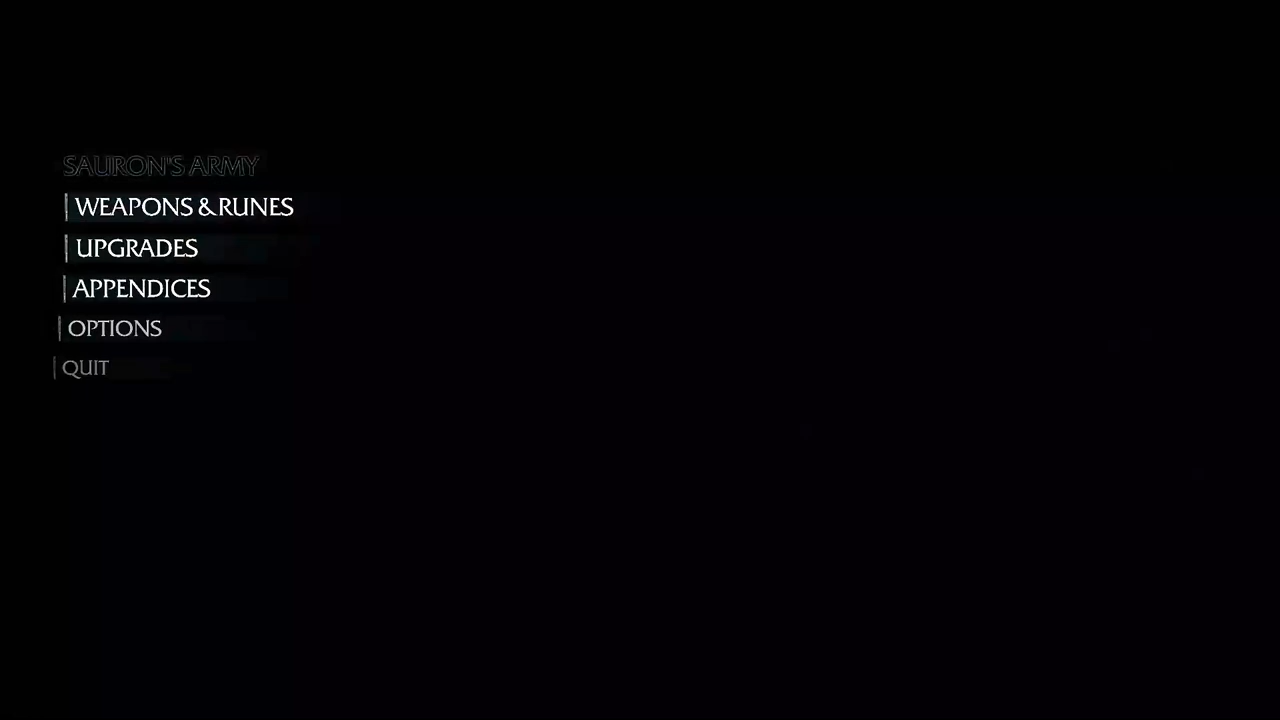 SAURON'S ARMY
WEAPONS & RUNES
UPGRADES
APPENDICES
OPTIONS
QUIT